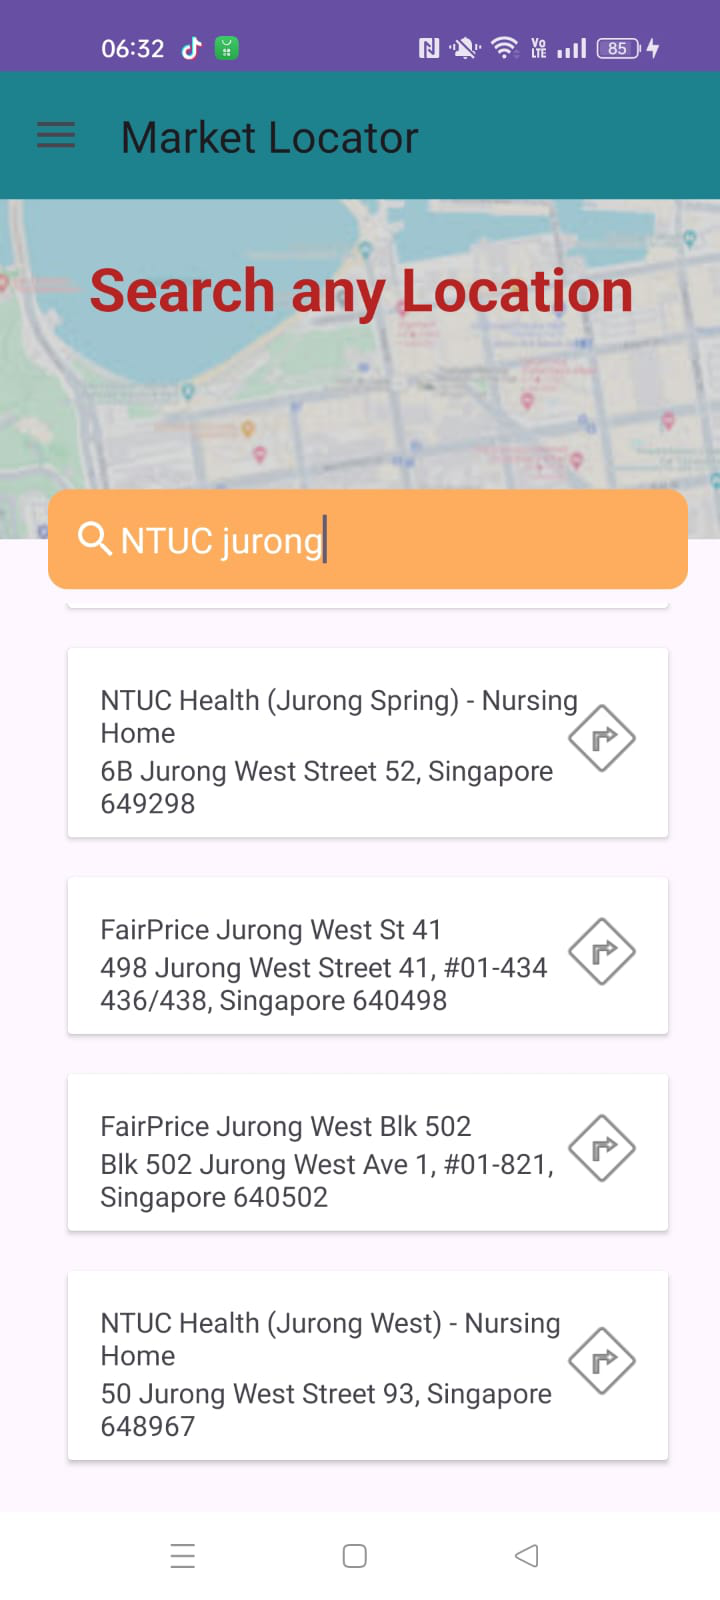 06:32
Vo
LTE
85
Market Locator
Search any Location
NTUC jurong
NTUC Health (Jurong Spring) - Nursing
Home
6B Jurong West Street 52, Singapore
649298
FairPrice Jurong West St 41
498 Jurong West Street 41, #01-434
436/438, Singapore 640498
FairPrice Jurong West Blk 502
Blk 502 Jurong West Ave 1, #01-821,
Singapore 640502
NTUC Health (Jurong West) - Nursing
Home
50 Jurong West Street 93, Singapore
648967